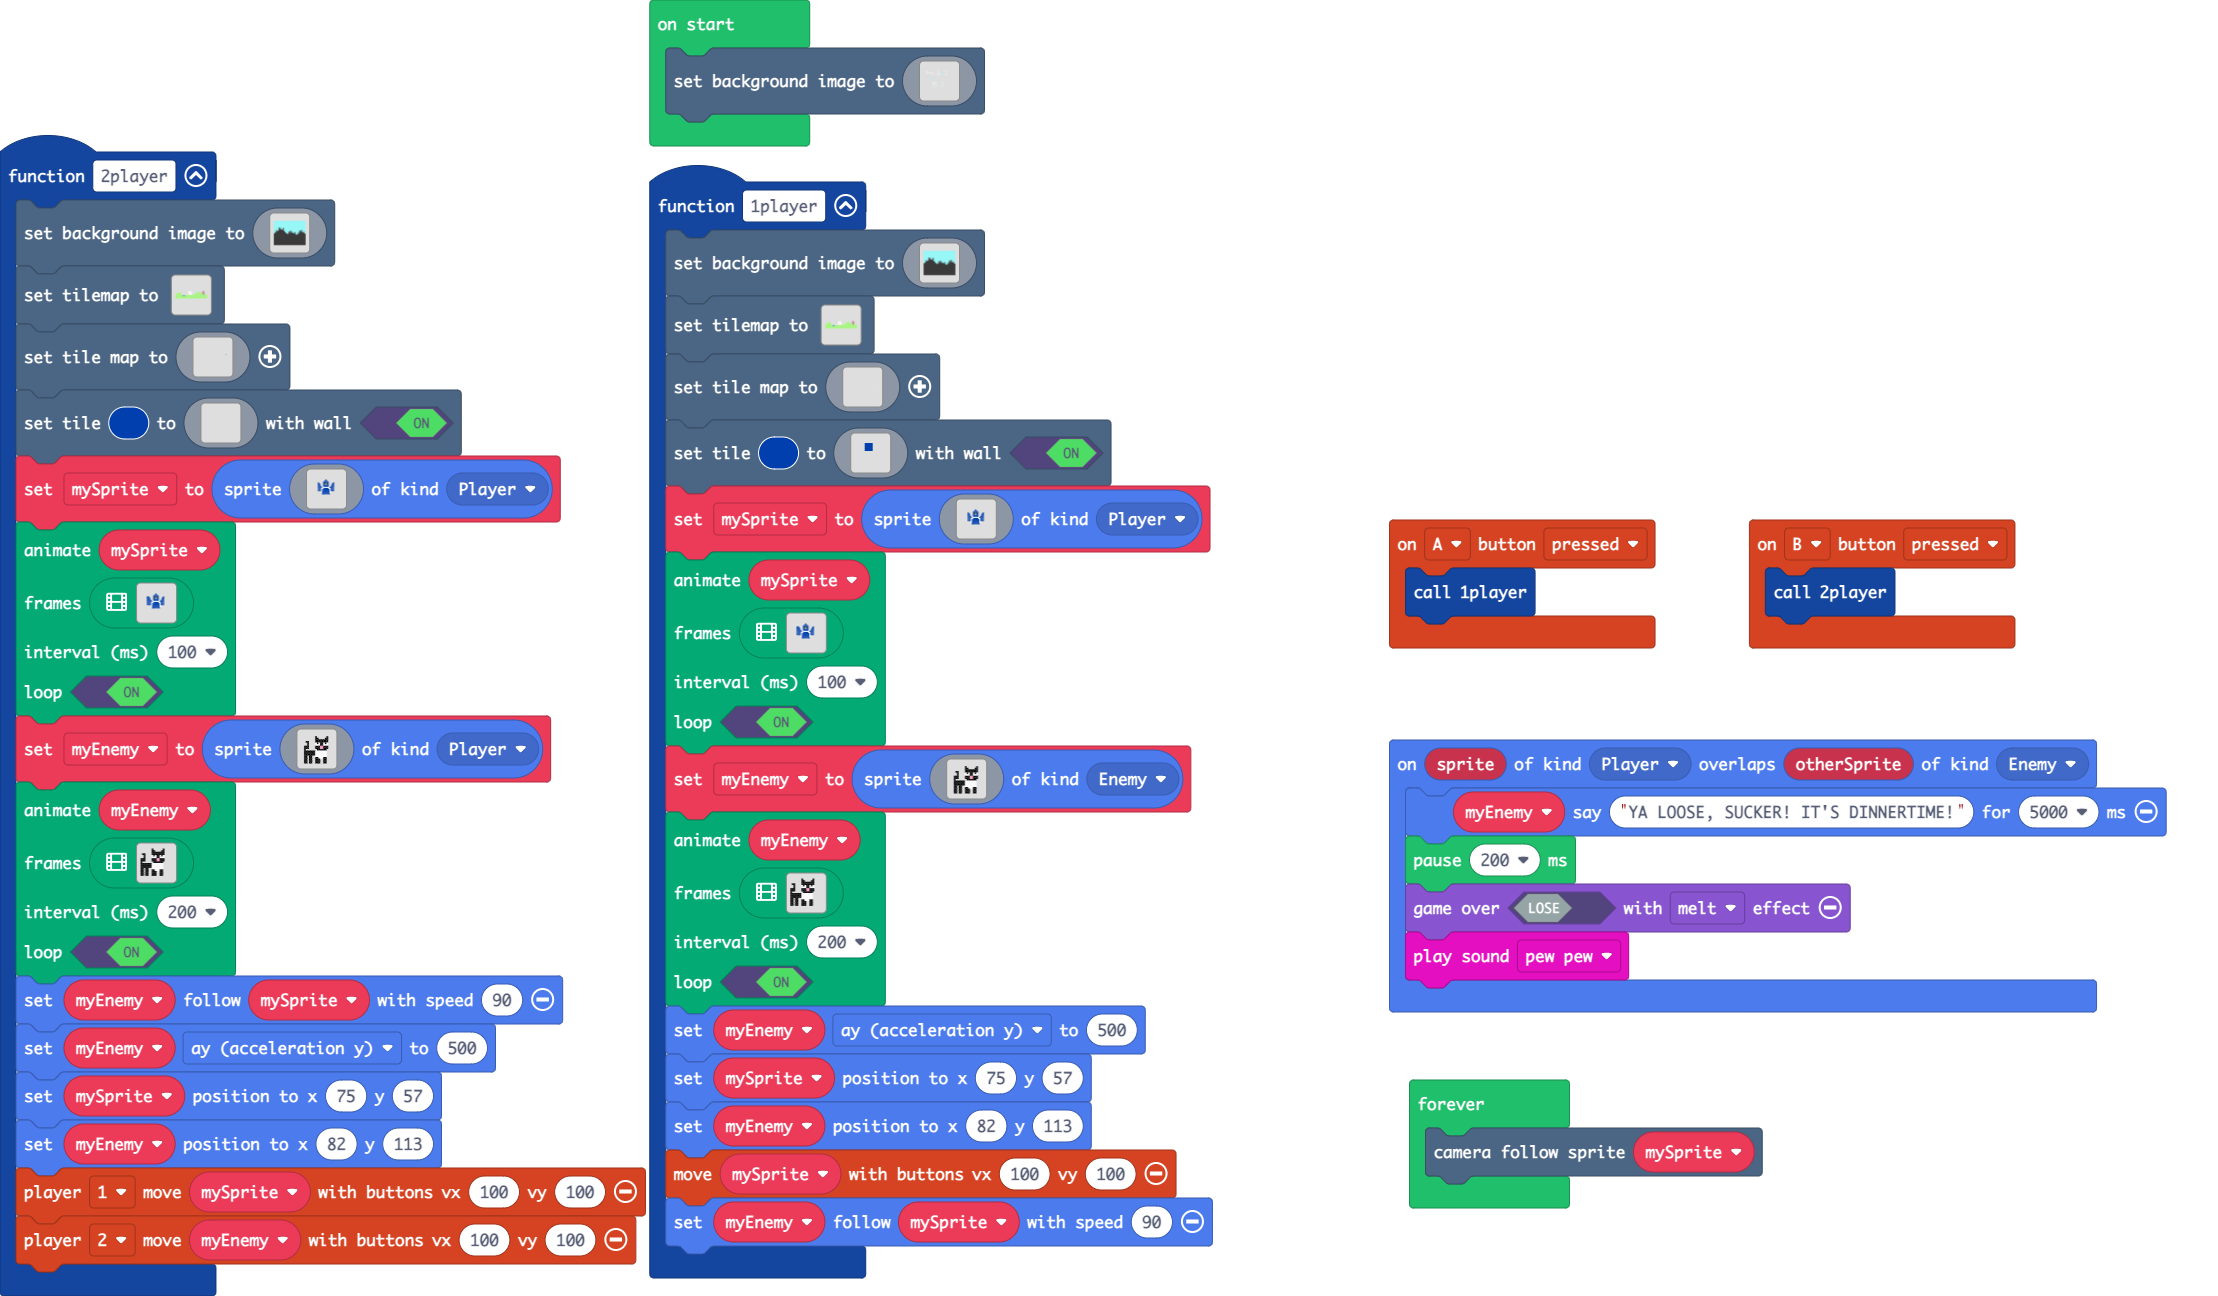 on start
set background image to
function 2player
set background image to
set tilemap to
set tile map to
set tile to with wall ON
set mySprite to sprite of kind Player
animate mySprite
frames
interval (ms) 100
loop ON
set myEnemy to sprite of kind Player
animate myEnemy
frames
interval (ms) 200
loop ON
set myEnemy follow mySprite with speed 90
set myEnemy ay (acceleration y) to 500
set mySprite position to x 75 y 57
set myEnemy position to x 82 y 113
player 1 move mySprite with buttons vx 100 vy 100
player 2 move myEnemy with buttons vx 100 vy 100
function 1player
set background image to
set tilemap to
set tile map to
set tile to with wall ON
set mySprite to sprite of kind Player
animate mySprite
frames
interval (ms) 100
loop ON
set myEnemy to sprite of kind Enemy
animate myEnemy
frames
interval (ms) 200
loop ON
set myEnemy ay (acceleration y) to 500
set mySprite position to x 75 y 57
set myEnemy position to x 82 y 113
move mySprite with buttons vx 100 vy 100
set myEnemy follow mySprite with speed 90
on A button pressed
call 1player
on B button pressed
call 2player
on sprite of kind Player overlaps otherSprite of kind Enemy
myEnemy say "YA LOOSE, SUCKER! IT'S DINNERTIME!" for 5000 ms
pause 200 ms
game over LOSE with melt effect
play sound pew pew
forever
camera follow sprite mySprite